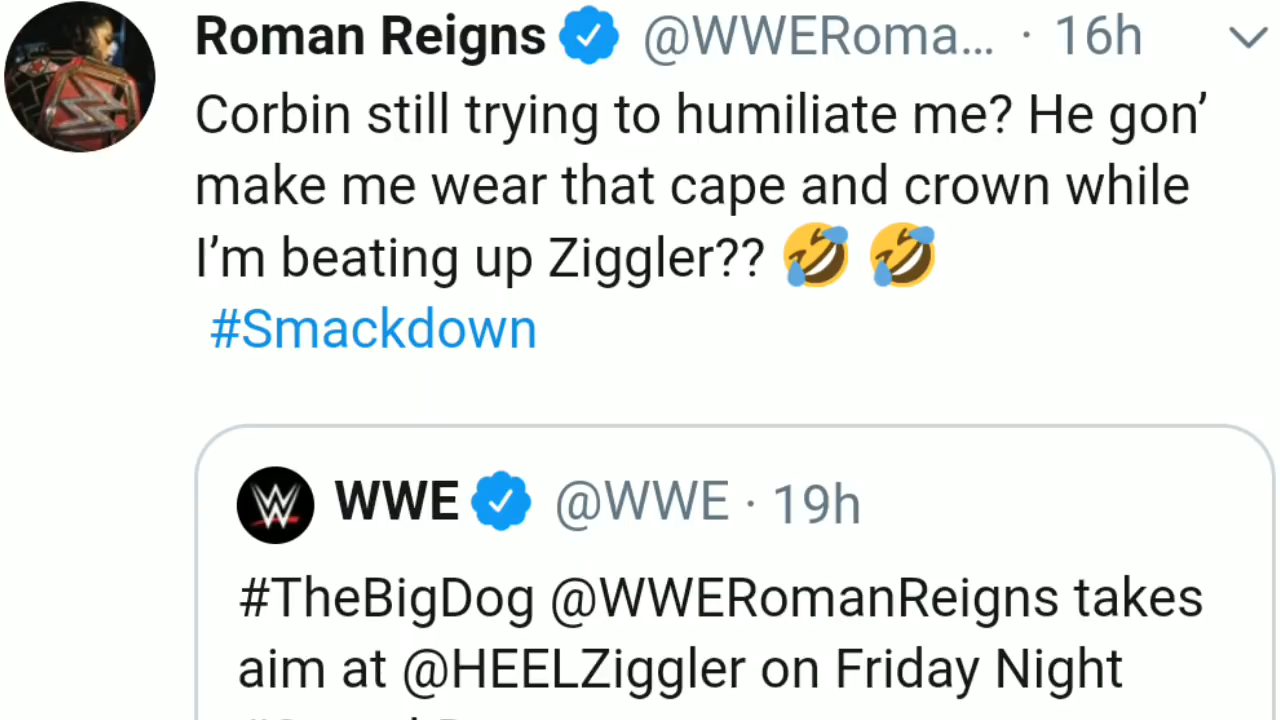 Roman Reigns @WWERoma... · 16h
Corbin still trying to humiliate me? He gon’
make me wear that cape and crown while
I’m beating up Ziggler?? 🤣 🤣
#Smackdown
WWE @WWE · 19h
#TheBigDog @WWERomanReigns takes
aim at @HEELZiggler on Friday Night